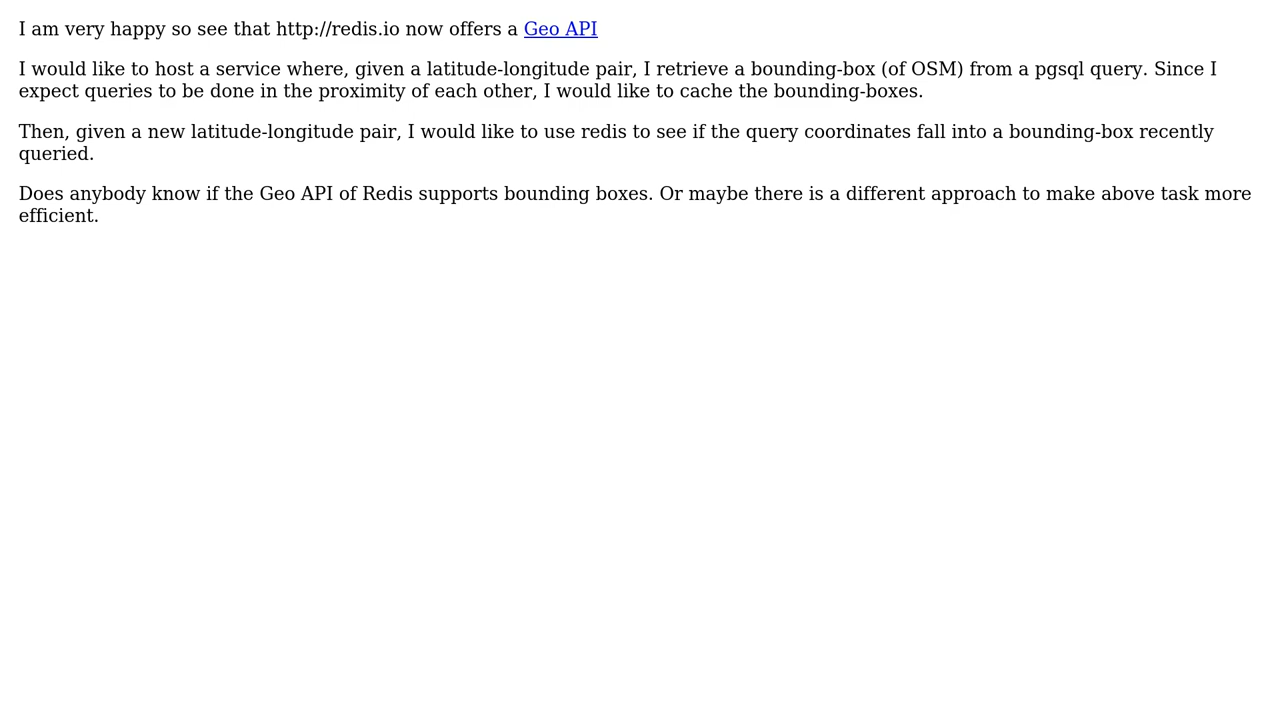 I am very happy so see that http://redis.io now offers a Geo API
I would like to host a service where, given a latitude-longitude pair, I retrieve a bounding-box (of OSM) from a pgsql query. Since I
expect queries to be done in the proximity of each other, I would like to cache the bounding-boxes.
Then, given a new latitude-longitude pair, I would like to use redis to see if the query coordinates fall into a bounding-box recently
queried.
Does anybody know if the Geo API of Redis supports bounding boxes. Or maybe there is a different approach to make above task more
efficient.